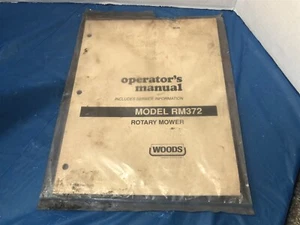 operator's
manual
INCLUDES SERVICE INFORMATION
MODEL RM372
ROTARY MOWER
WOODS